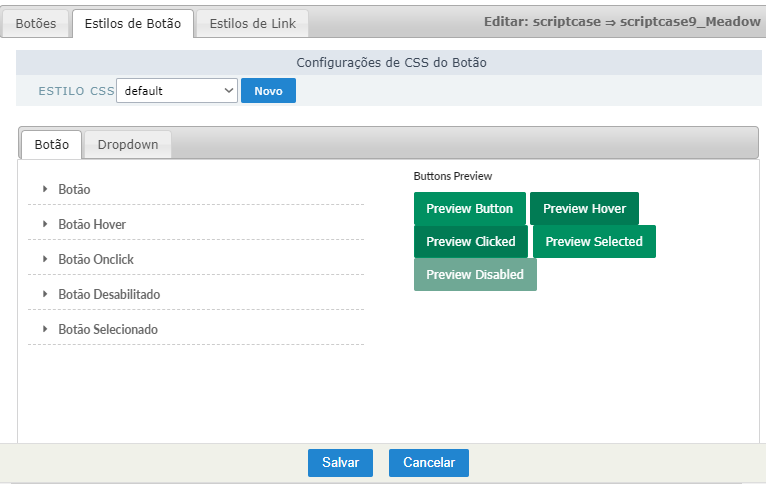 Botões Estilos de Botão Estilos de Link Editar: scriptcase ⇒ scriptcase9_Meadow
Configurações de CSS do Botão
ESTILO CSS default Novo
Botão Dropdown
Buttons Preview
Botão
Botão Hover
Botão Onclick
Botão Desabilitado
Botão Selecionado
Preview Button Preview Hover
Preview Clicked Preview Selected
Preview Disabled
Salvar Cancelar